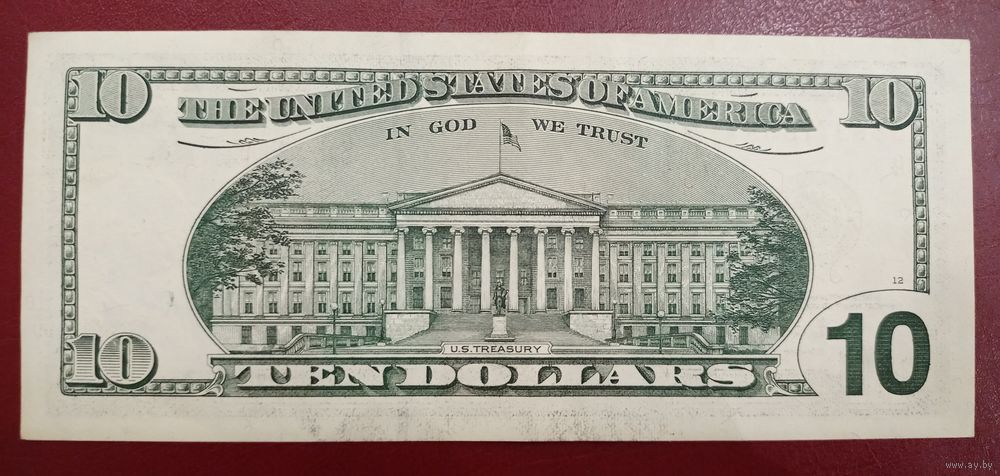 10
THE UNITED STATES OF AMERICA
10
IN GOD WE TRUST
12
U.S. TREASURY
10
TEN DOLLARS
10
www.ay.by